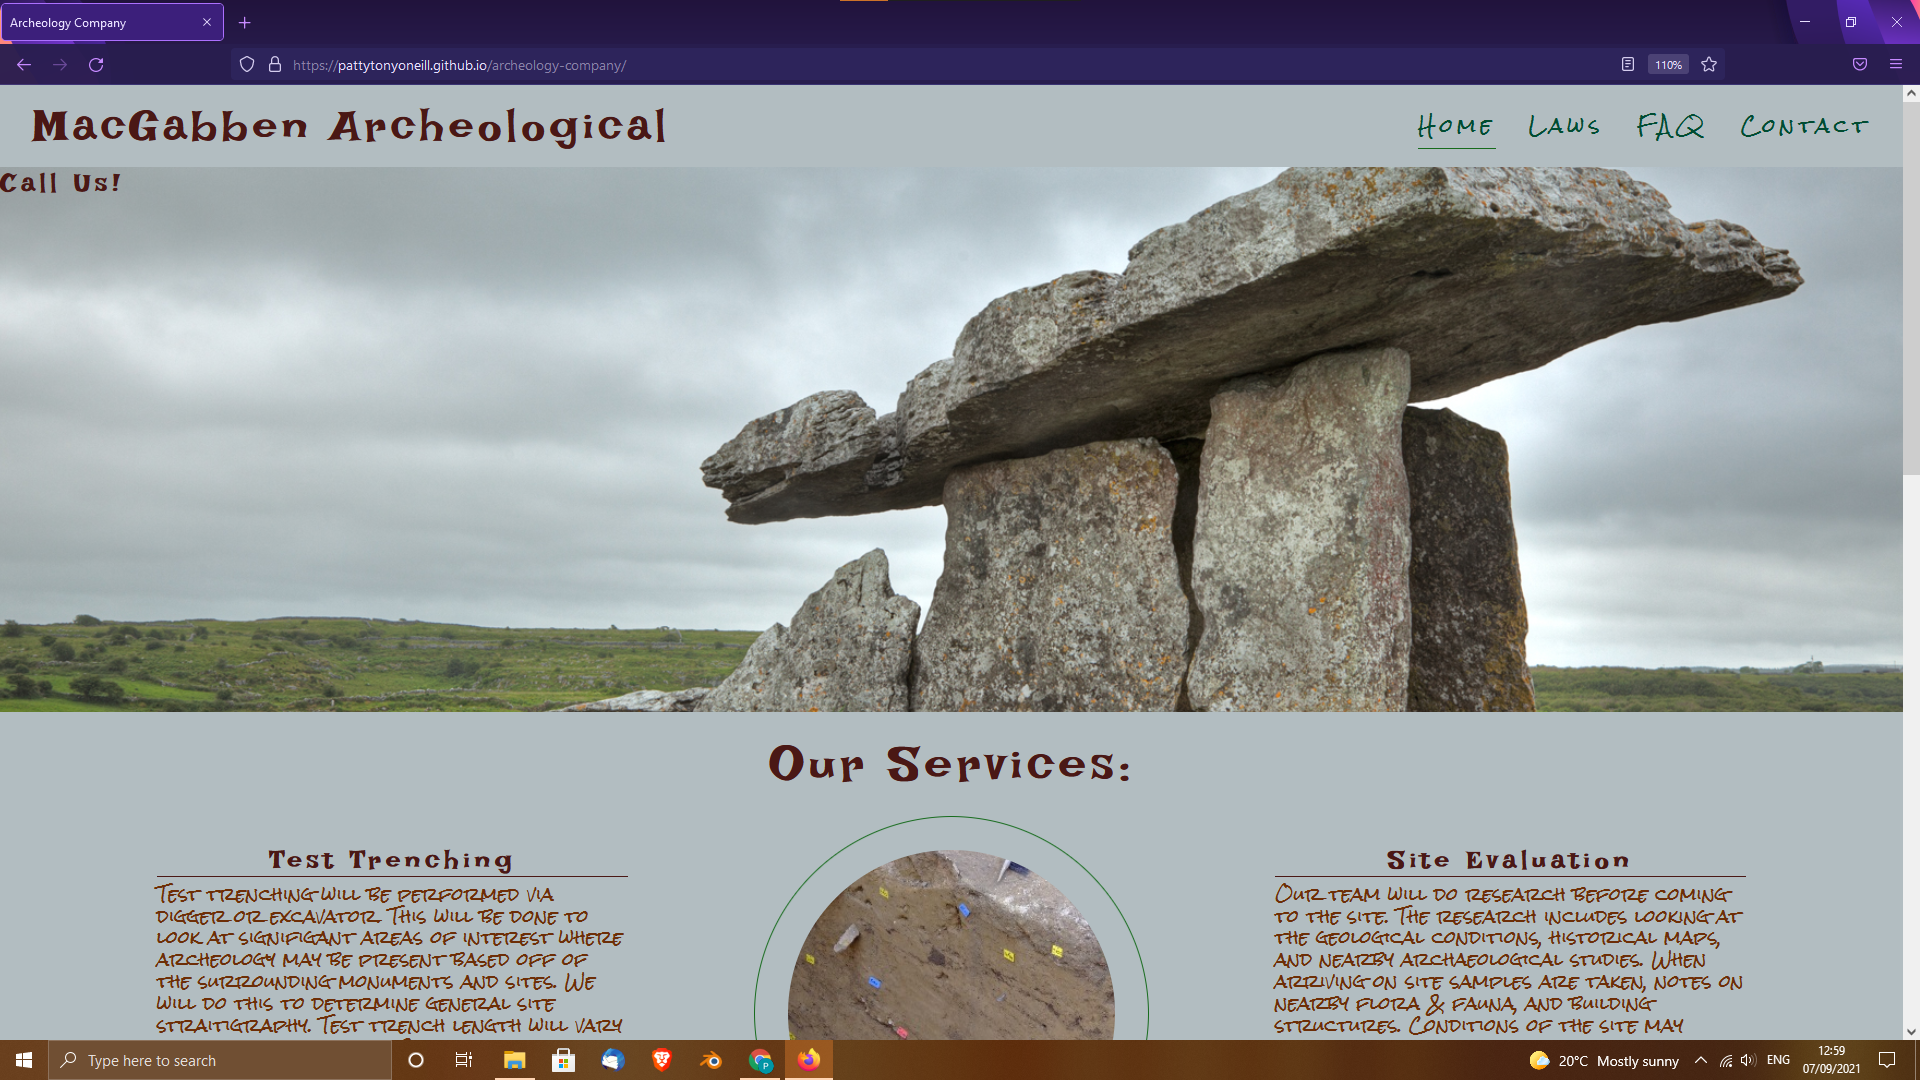 Archeology Company
https://pattytonyoneill.github.io/archeology-company/
110%
MacGabben Archeological
Home Laws FAQ Contact
Call Us!
Our Services:
Test Trenching
Test trenching will be performed via
digger or excavator. This will be done to
look at signifigant areas of interest where
archeology may be present based off of
the surrounding monuments and sites. We
will do this to determine general site
straitigraphy. Test trench length will vary
Site Evaluation
Our team will do research before coming
to the site. The research includes looking at
the geological conditions, historical maps,
and nearby archaeological studies. When
arriving on site samples are taken, notes on
nearby flora & fauna, and building
structures. Conditions of the site may
Type here to search
P
20°C Mostly sunny
ENG
12:59
07/09/2021